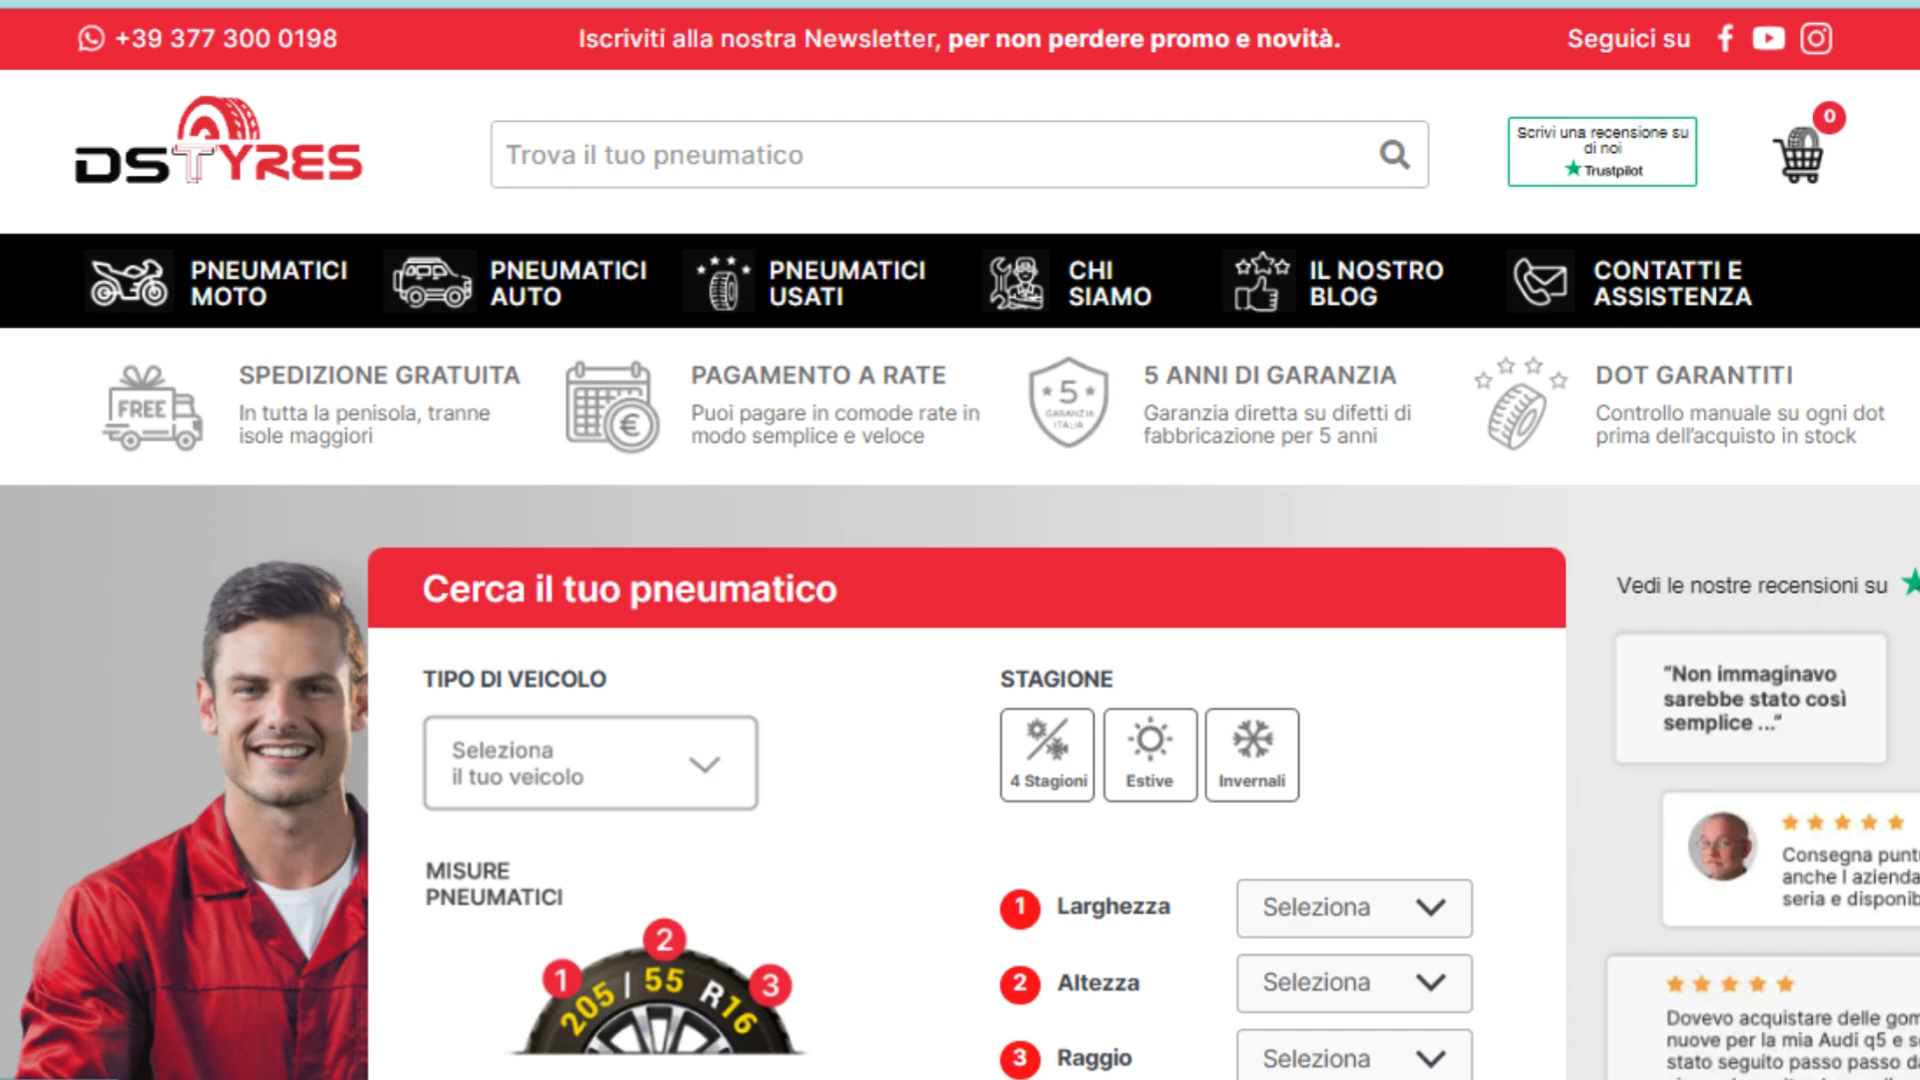 +39 377 300 0198
Iscriviti alla nostra Newsletter, per non perdere promo e novità.
Seguici su
DSTYRES
Trova il tuo pneumatico
Scrivi una recensione su
di noi
Trustpilot
0
PNEUMATICI
MOTO
PNEUMATICI
AUTO
PNEUMATICI
USATI
CHI
SIAMO
IL NOSTRO
BLOG
CONTATTI E
ASSISTENZA
FREE
SPEDIZIONE GRATUITA
In tutta la penisola, tranne
isole maggiori
€
PAGAMENTO A RATE
Puoi pagare in comode rate in
modo semplice e veloce
5
GARANZIA
ITALIA
5 ANNI DI GARANZIA
Garanzia diretta su difetti di
fabbricazione per 5 anni
DOT GARANTITI
Controllo manuale su ogni dot
prima dell'acquisto in stock
Cerca il tuo pneumatico
TIPO DI VEICOLO
Seleziona
il tuo veicolo
STAGIONE
4 Stagioni
Estive
Invernali
MISURE
PNEUMATICI
1
2
3
205 | 55 R16
1 Larghezza
Seleziona
2 Altezza
Seleziona
3 Raggio
Seleziona
Vedi le nostre recensioni su
"Non immaginavo
sarebbe stato così
semplice ..."
Consegna punt
anche l azienda
seria e disponib
Dovevo acquistare delle gom
nuove per la mia Audi q5 e s
stato seguito passo passo d